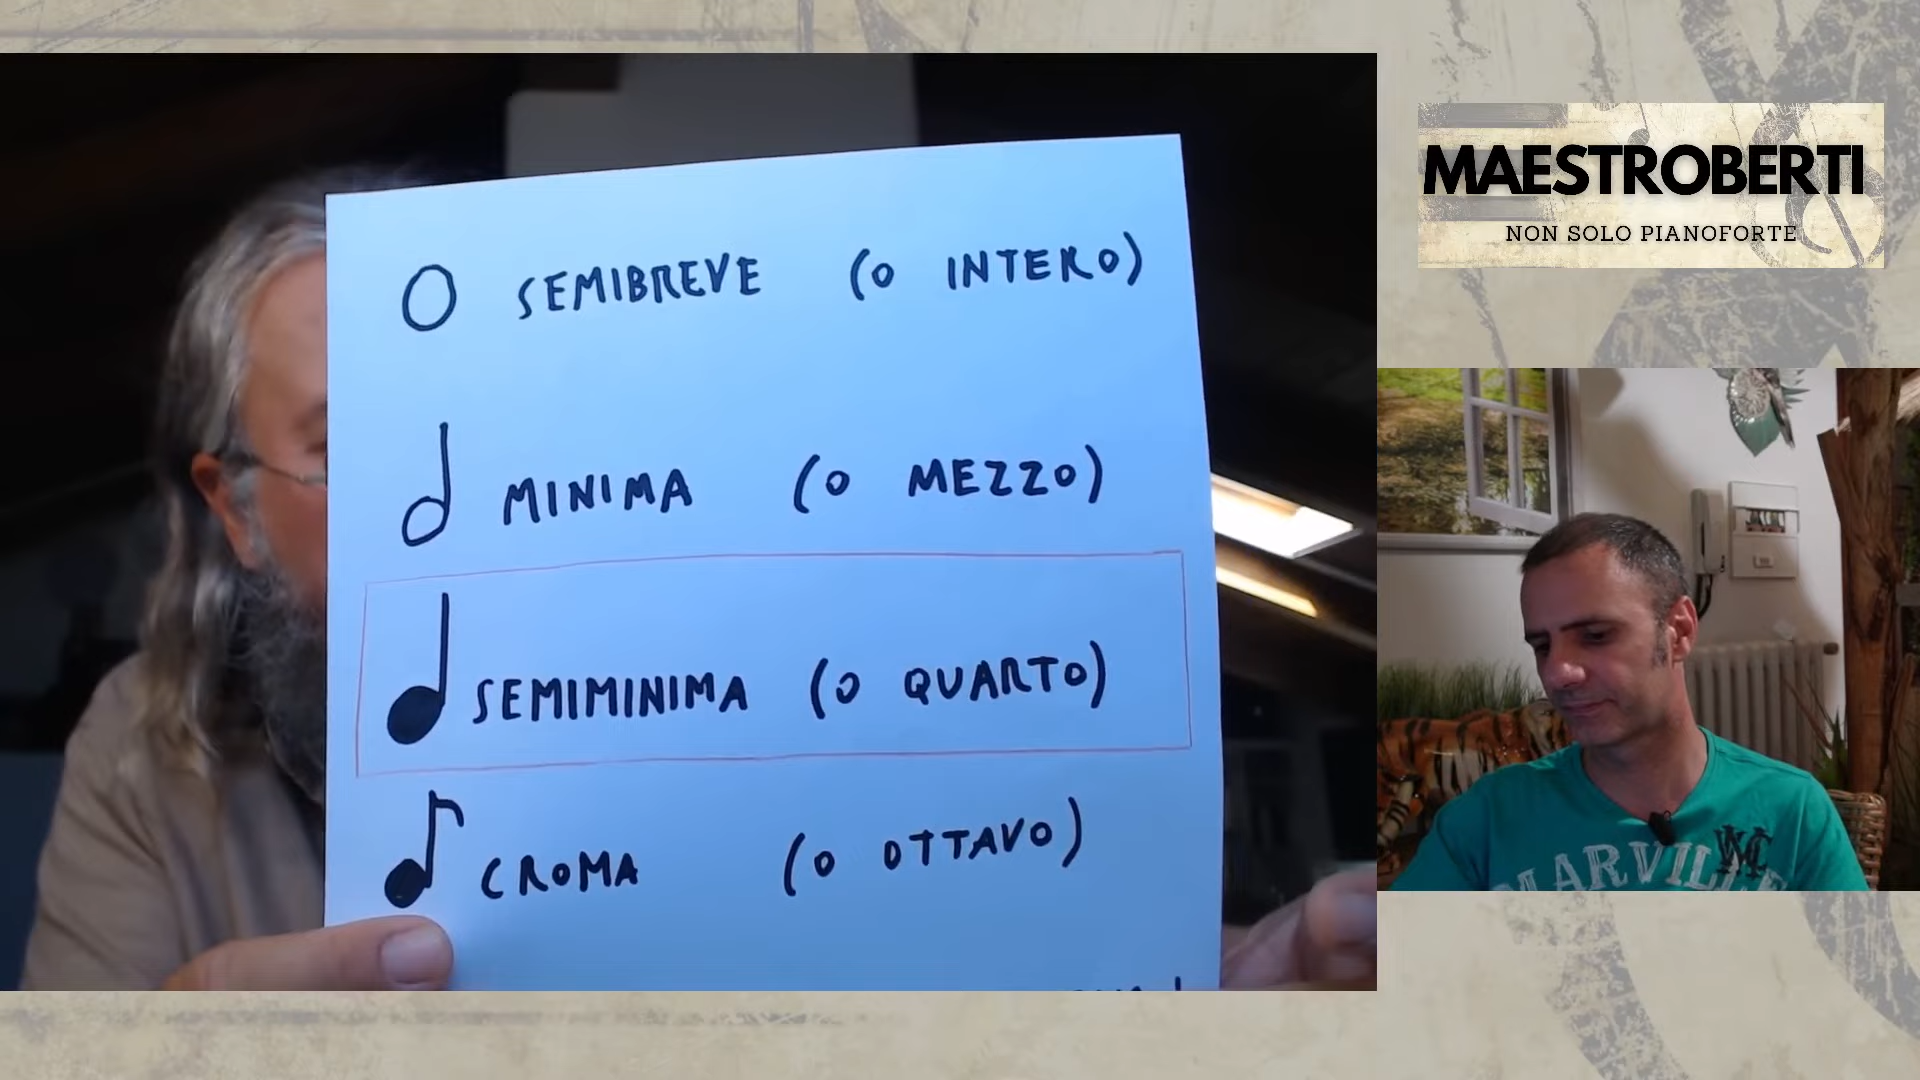 O SEMIBREVE (O INTERO)
MINIMA (O MEZZO)
SEMIMINIMA (O QUARTO)
CROMA (O OTTAVO)
MAESTROBERTI
NON SOLO PIANOFORTE
MARVILLE